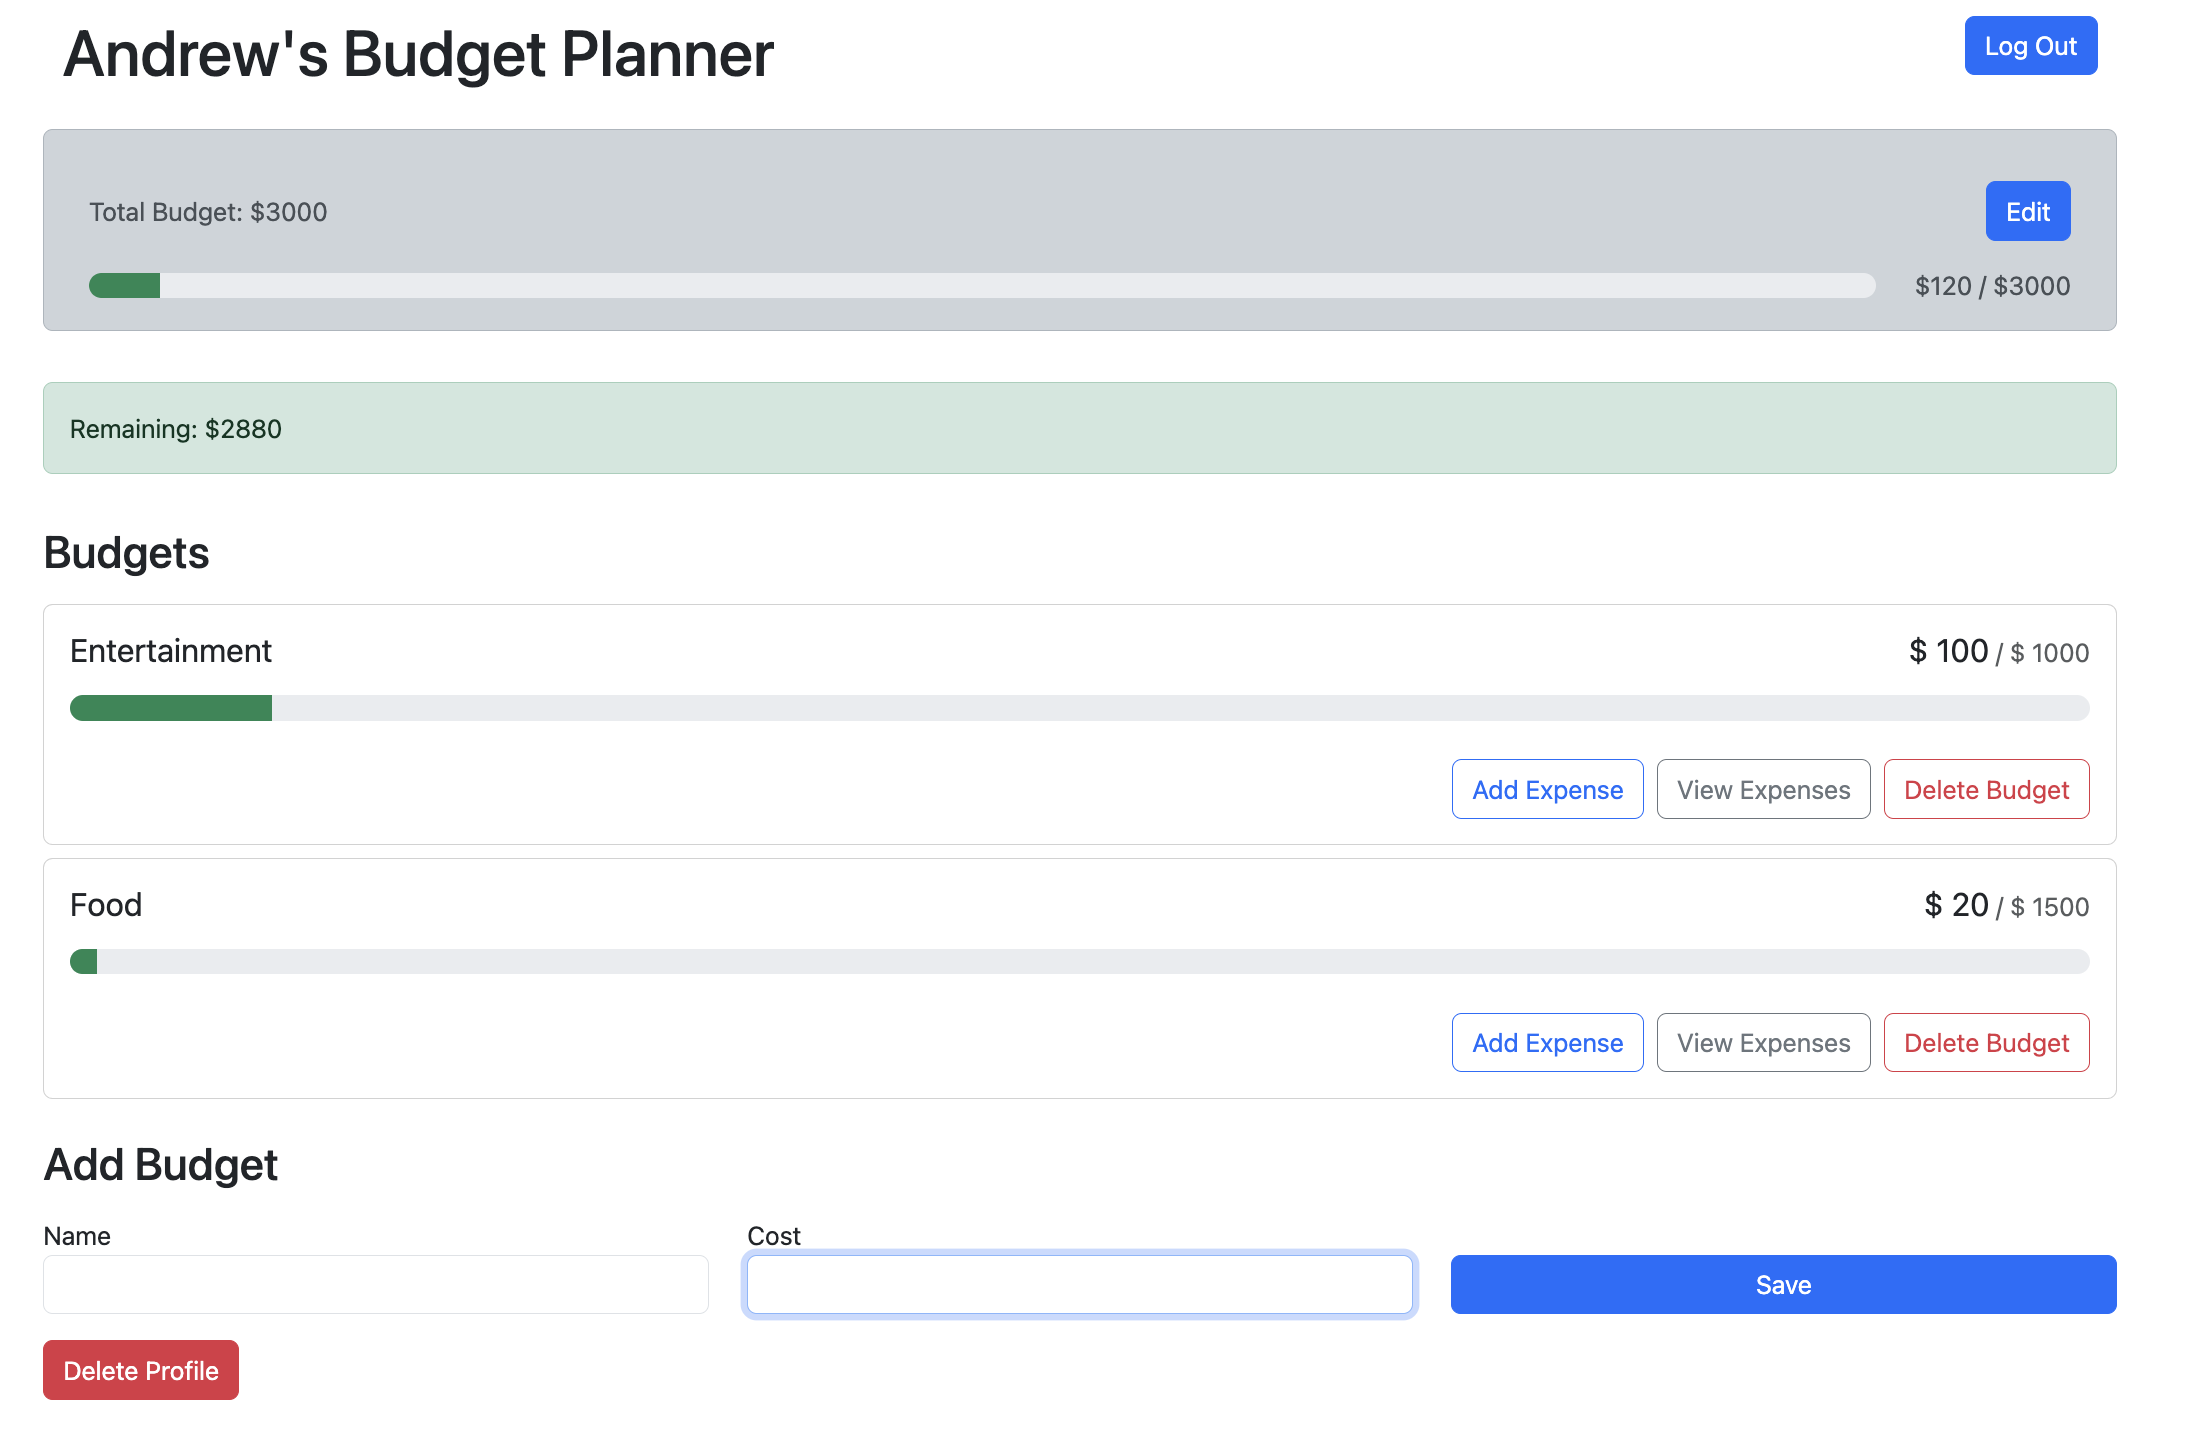 Andrew's Budget Planner
Log Out
Total Budget: $3000
Edit
$120 / $3000
Remaining: $2880
Budgets
Entertainment
$ 100 / $ 1000
Add Expense
View Expenses
Delete Budget
Food
$ 20 / $ 1500
Add Expense
View Expenses
Delete Budget
Add Budget
Name
Cost
Save
Delete Profile